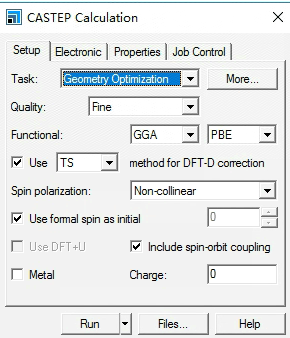 CASTEP Calculation
Setup Electronic Properties Job Control
Task: Geometry Optimization More...
Quality: Fine
Functional: GGA PBE
Use TS method for DFT-D correction
Spin polarization: Non-collinear
Use formal spin as initial 0
Use DFT+U Include spin-orbit coupling
Metal Charge: 0
Run Files... Help